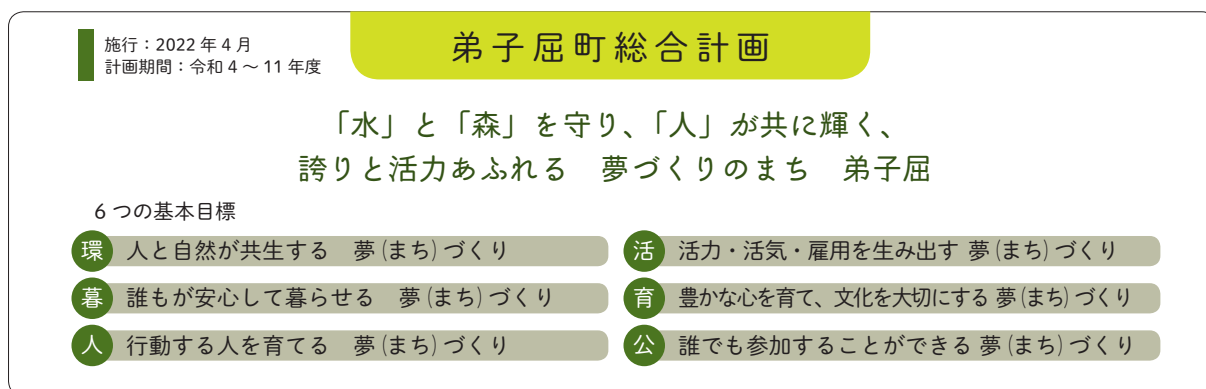 施行：2022年4月
計画期間：令和4～11年度
弟子屈町総合計画
「水」と「森」を守り、「人」が共に輝く、
誇りと活力あふれる　夢づくりのまち　弟子屈
6つの基本目標
環 人と自然が共生する　夢(まち)づくり
暮 誰もが安心して暮らせる　夢(まち)づくり
人 行動する人を育てる　夢(まち)づくり
活 活力・活気・雇用を生み出す 夢(まち)づくり
育 豊かな心を育て、文化を大切にする 夢(まち)づくり
公 誰でも参加することができる 夢(まち)づくり